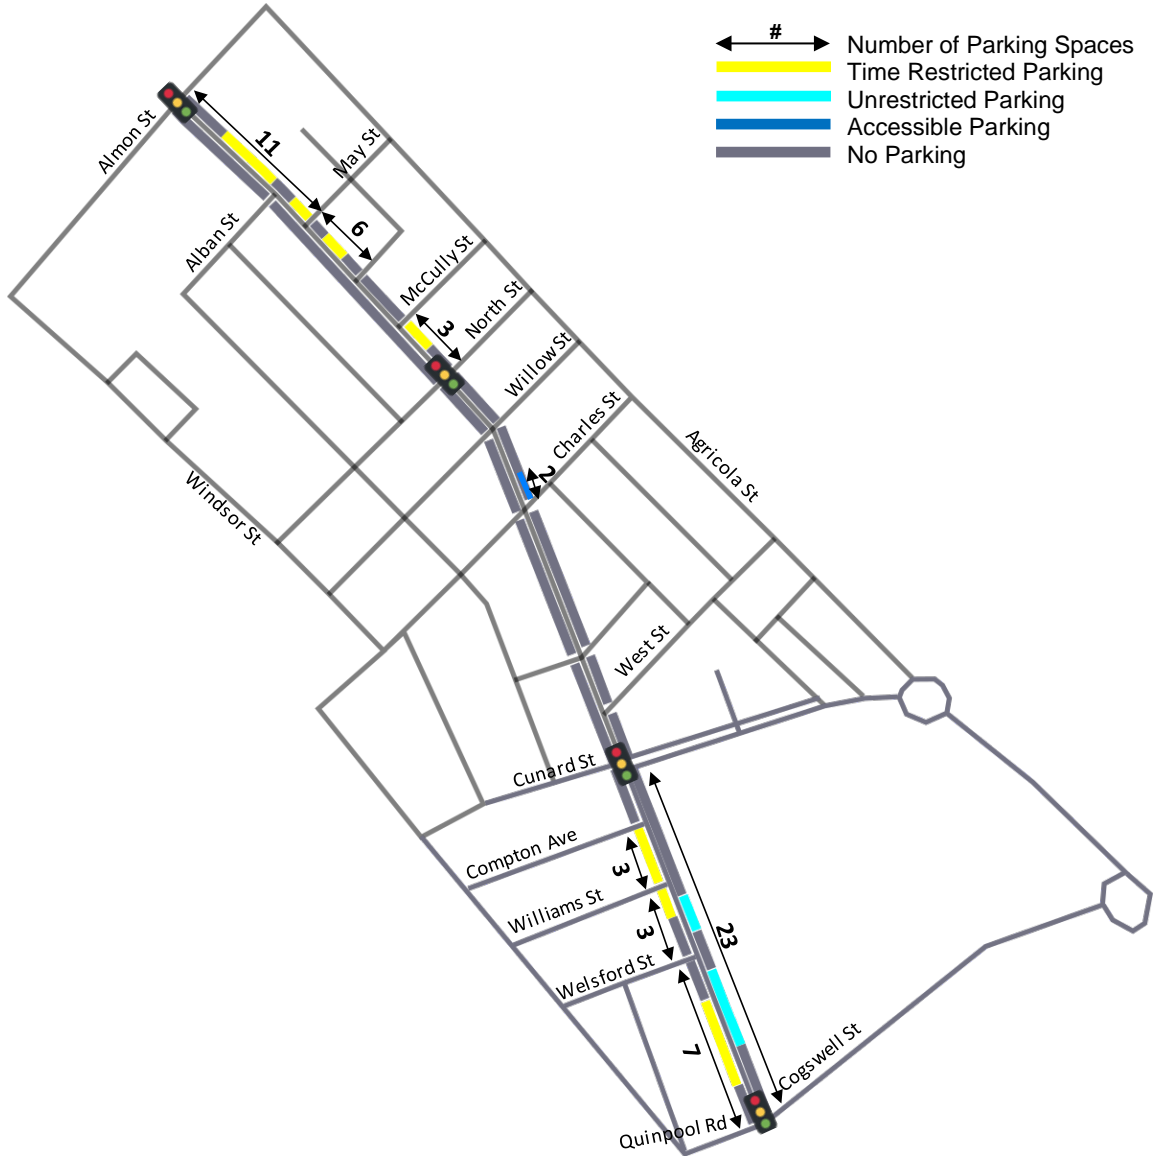 #
Number of Parking Spaces
Time Restricted Parking
Unrestricted Parking
Accessible Parking
No Parking
Almon St
11
May St
6
Alban St
McCully St
3
North St
Willow St
Charles St
2
Agricola St
Windsor St
West St
Cunard St
Compton Ave
3
Williams St
3
23
Welsford St
7
Cogswell St
Quinpool Rd